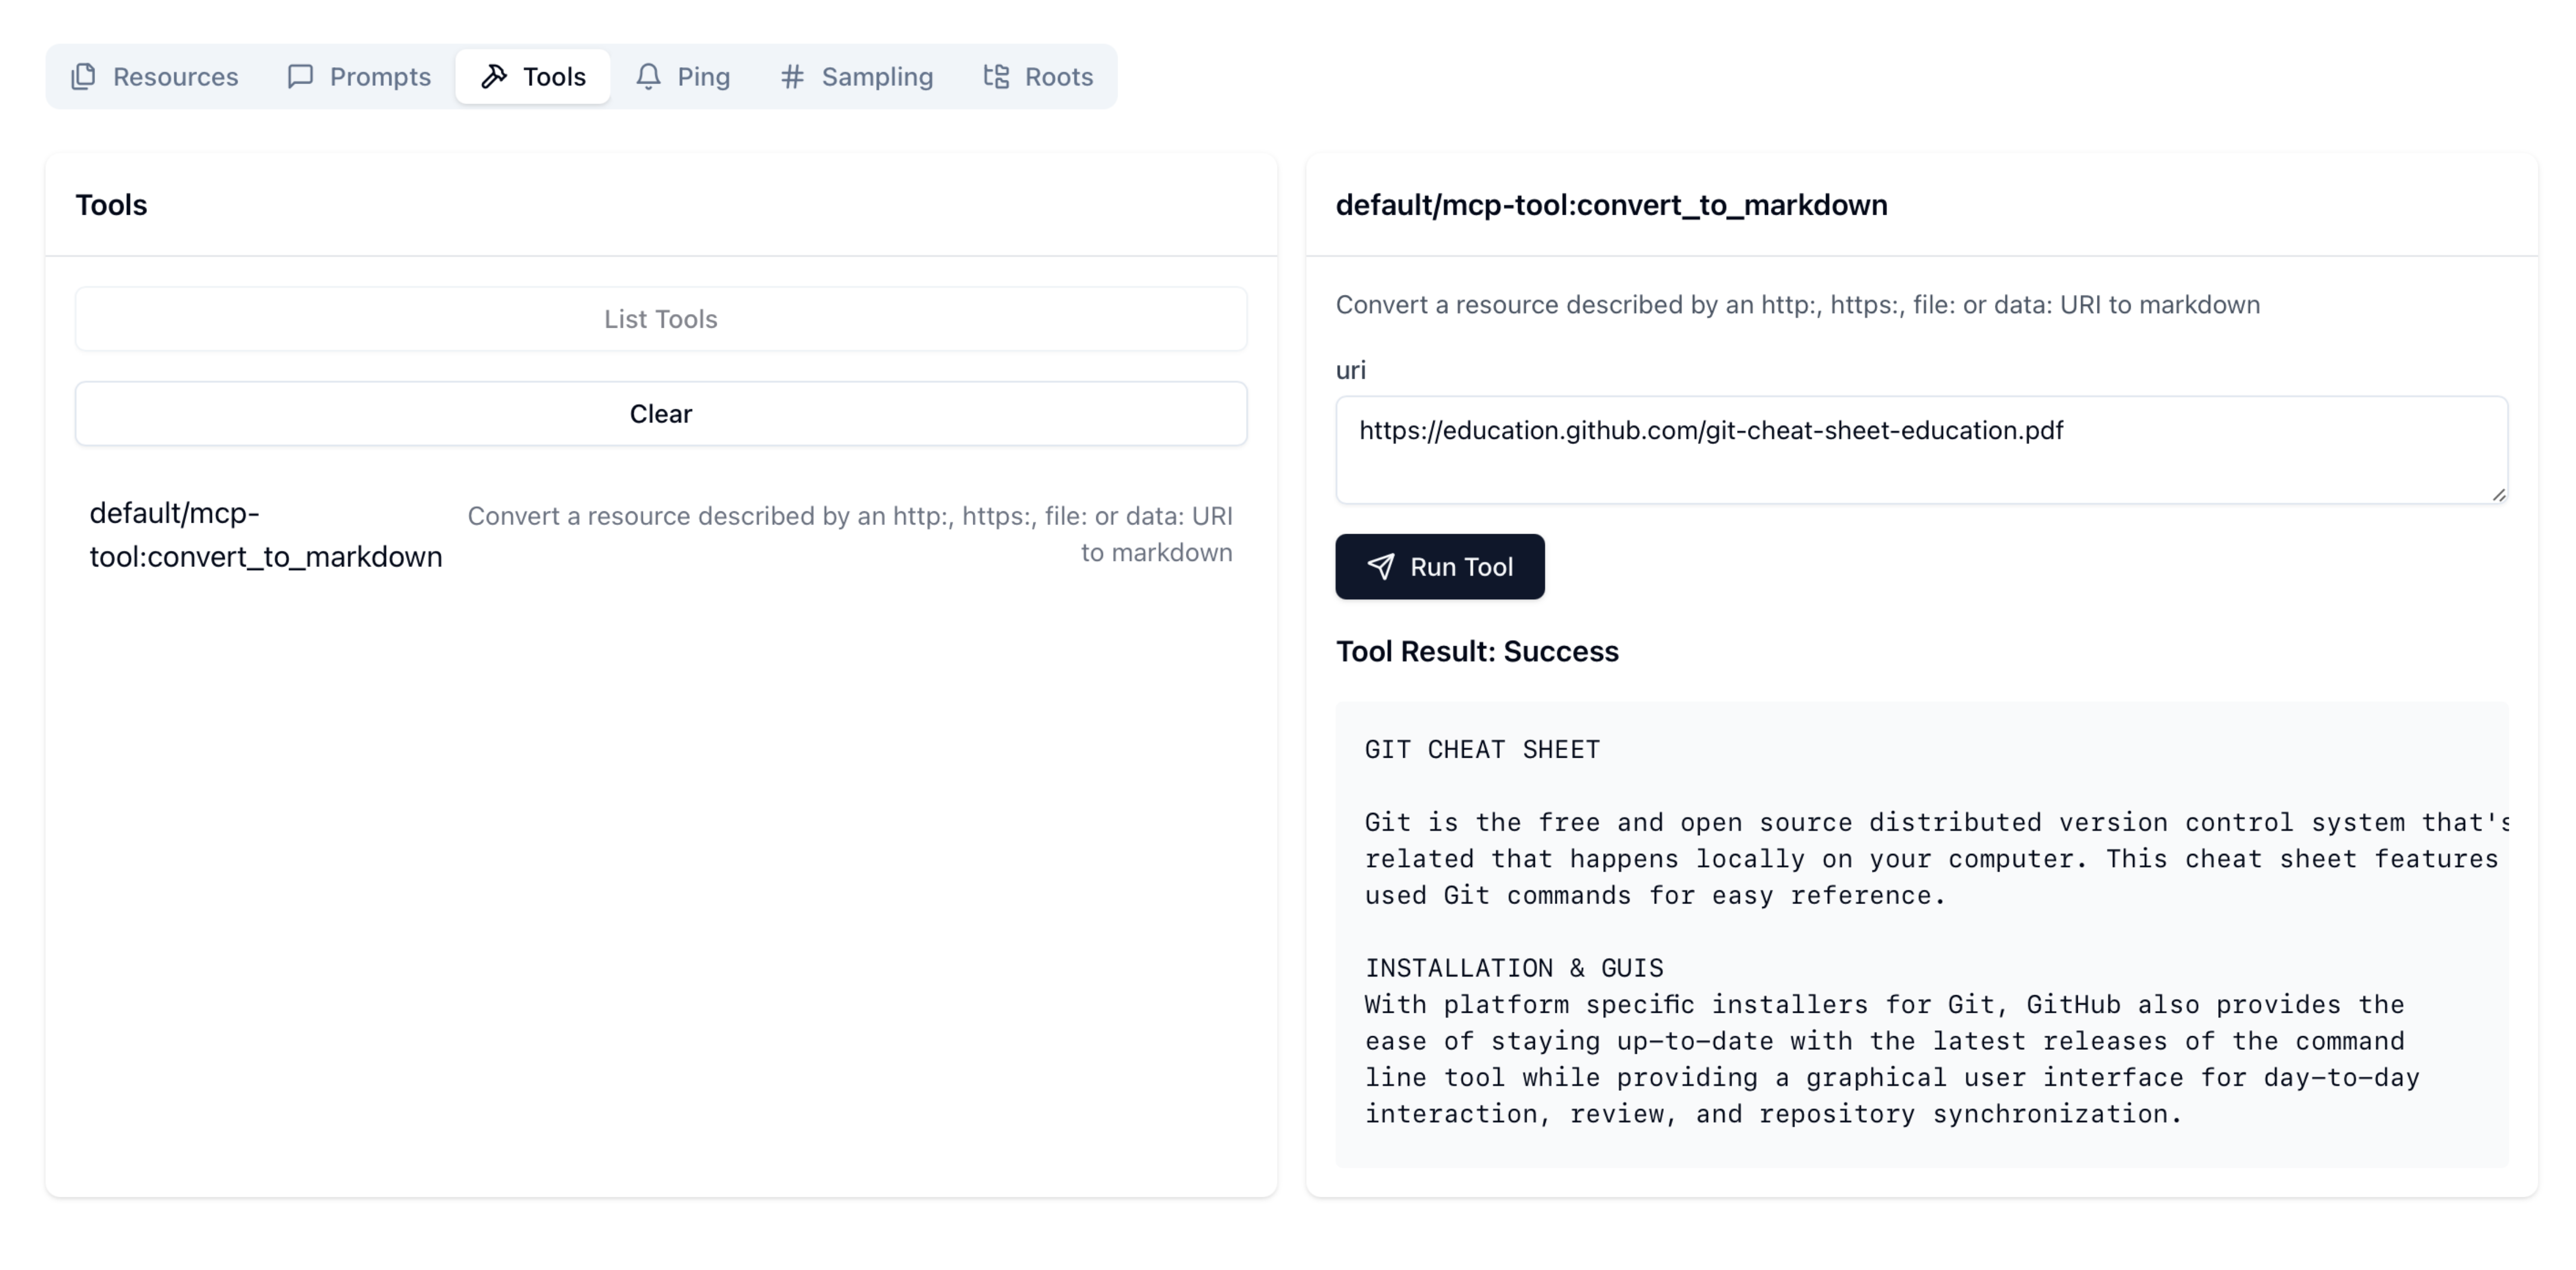 Resources
Prompts
Tools
Ping
Sampling
Roots
Tools
List Tools
Clear
default/mcp-
tool:convert_to_markdown
Convert a resource described by an http:, https:, file: or data: URI
to markdown
default/mcp-tool:convert_to_markdown
Convert a resource described by an http:, https:, file: or data: URI to markdown
uri
https://education.github.com/git-cheat-sheet-education.pdf
Run Tool
Tool Result: Success
GIT CHEAT SHEET
Git is the free and open source distributed version control system that's
related that happens locally on your computer. This cheat sheet features
used Git commands for easy reference.
INSTALLATION & GUIS
With platform specific installers for Git, GitHub also provides the
ease of staying up-to-date with the latest releases of the command
line tool while providing a graphical user interface for day-to-day
interaction, review, and repository synchronization.